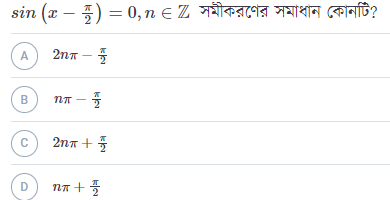 sin (x − π/2) = 0, n ∈ ℤ সমীকরণের সমাধান কোনটি?
A 2nπ − π/2
B nπ − π/2
C 2nπ + π/2
D nπ + π/2